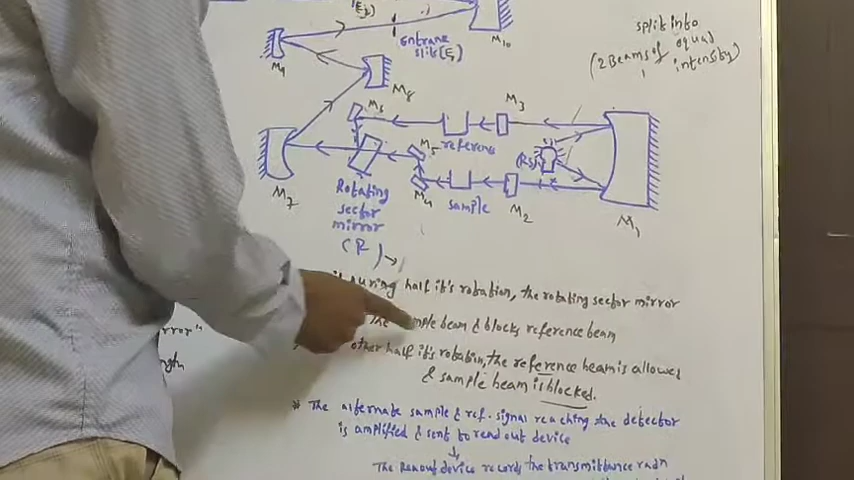 split into
(2 Beams of equal
intensity)
Entrance
slit(E1)
M10
M9
M8
M6
M3
reference
M5
(RS)
M7
Rotating
sector
mirror
(R)
M4
sample
M2
M1
during half it's rotation, the rotating sector mirror
beam & blocks reference beam
other half it's rotation, the reference beam is allowed
& sample beam is blocked.
* The alternate sample & ref. signal reaching the detector
is amplified & sent to read out device
The Readout device records the transmittance